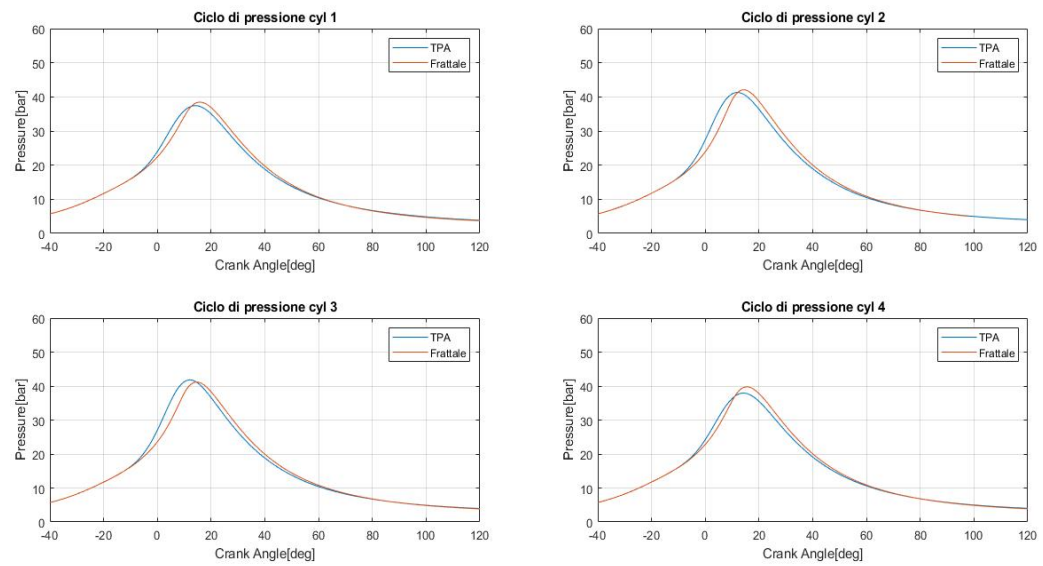 Ciclo di pressione cyl 1
60
50
40
30
20
10
0
Pressure[bar]
TPA
Frattale
-40 -20 0 20 40 60 80 100 120
Crank Angle[deg]
Ciclo di pressione cyl 2
60
50
40
30
20
10
0
Pressure[bar]
TPA
Frattale
-40 -20 0 20 40 60 80 100 120
Crank Angle[deg]
Ciclo di pressione cyl 3
60
50
40
30
20
10
0
Pressure[bar]
TPA
Frattale
-40 -20 0 20 40 60 80 100 120
Crank Angle[deg]
Ciclo di pressione cyl 4
60
50
40
30
20
10
0
Pressure[bar]
TPA
Frattale
-40 -20 0 20 40 60 80 100 120
Crank Angle[deg]